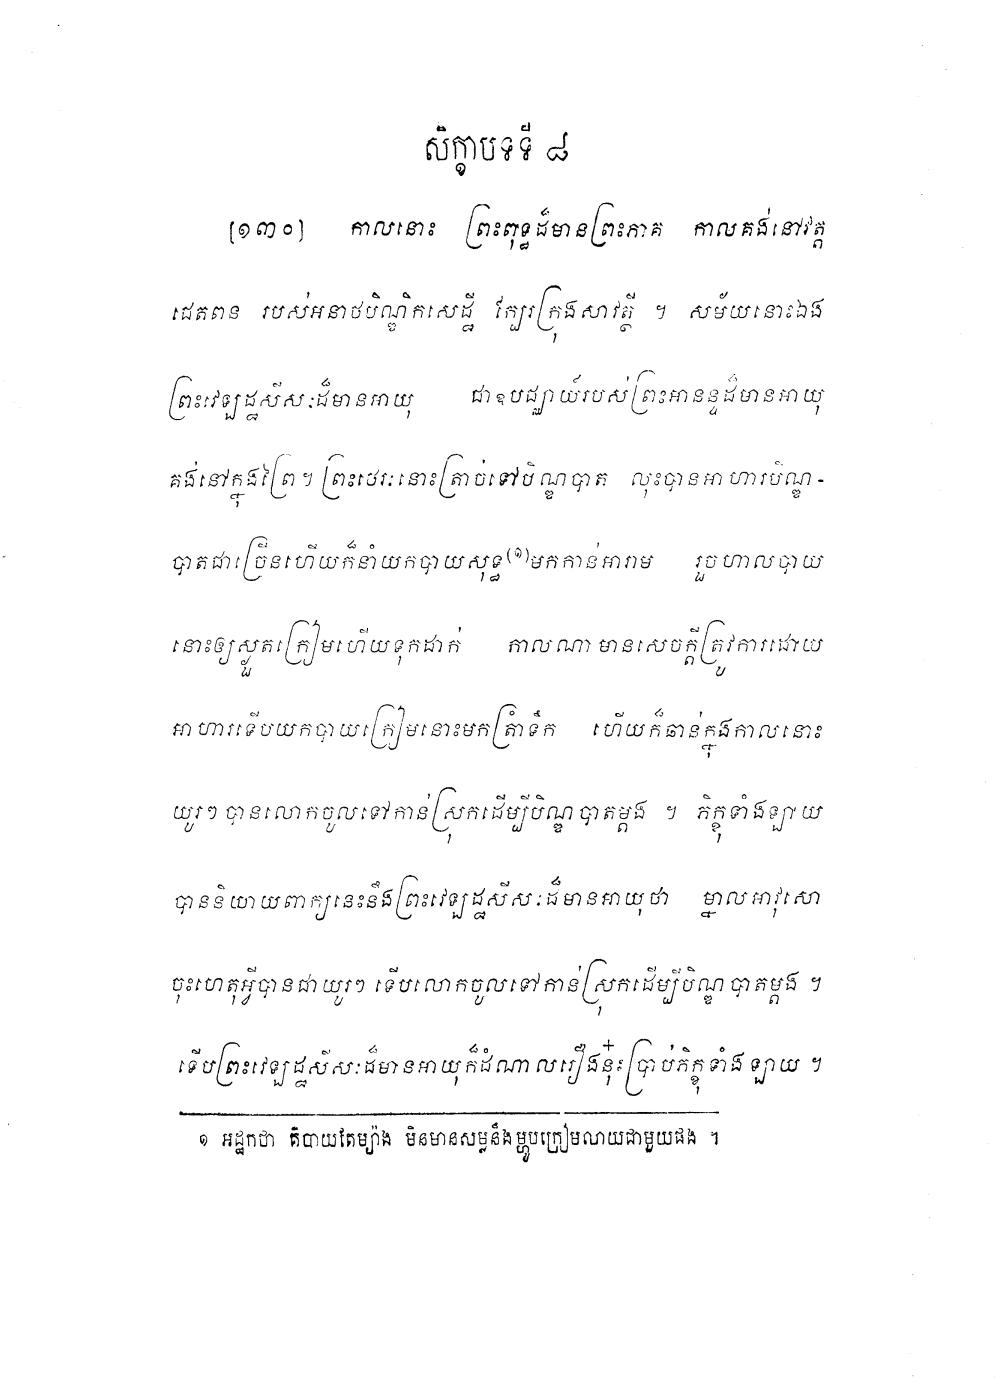 សិក្ខាបទទី ៨
[១៣០] កាលនោះ ព្រះពុទ្ធដ៏មានព្រះភាគ កាលគង់នៅវត្ត
ជេតពន របស់អនាថបិណ្ឌិកសេដ្ឋី ក្បែរក្រុងសាវត្ថី ។ សម័យនោះឯង
ព្រះវេឡដ្ឋសីសៈដ៏មានអាយុ ជាឧបជ្ឈាយ៍របស់ព្រះអានន្ទដ៏មានអាយុ
គង់នៅក្នុងព្រៃ។ ព្រះថេរៈនោះត្រាច់ទៅបិណ្ឌបាត លុះបានអាហារបិណ្ឌ-
បាតជាច្រើនហើយក៏នាំយកបាយសុទ្ធ(១)មកកាន់អារាម រួចហាលបាយ
នោះឲ្យស្ងួតក្រៀមហើយទុកដាក់ កាលណាមានសេចក្តីត្រូវការដោយ
អាហារទើបយកបាយក្រៀមនោះមកត្រាំទឹក ហើយក៏ឆាន់ក្នុងកាលនោះ
យូរៗ បានលោកចូលទៅកាន់ស្រុកដើម្បីបិណ្ឌបាតម្តង ។ ភិក្ខុទាំងឡាយ
បាននិយាយពាក្យនេះនឹងព្រះវេឡដ្ឋសីសៈដ៏មានអាយុថា ម្នាលអាវុសោ
ចុះហេតុអ្វីបានជាយូរៗ ទើបលោកចូលទៅកាន់ស្រុកដើម្បីបិណ្ឌបាតម្តង ។
ទើបព្រះវេឡដ្ឋសីសៈដ៏មានអាយុក៏ដំណាលរឿងនុ៎ះប្រាប់ភិក្ខុទាំងឡាយ ។
១ អដ្ឋកថា ថាបាយតែម្យ៉ាង មិនមានសម្លនឹងម្ហូបក្រៀមលាយជាមួយផង ។